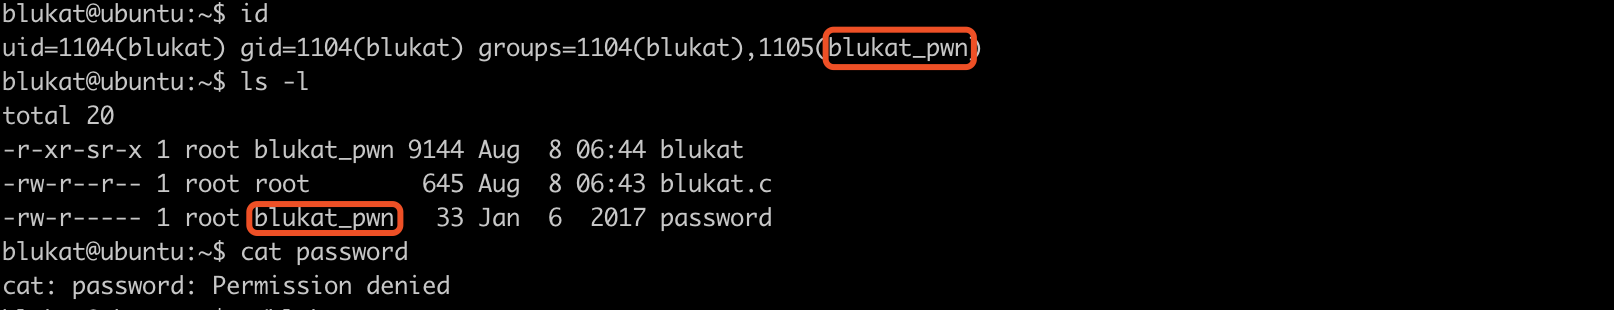 blukat@ubuntu:~$ id
uid=1104(blukat) gid=1104(blukat) groups=1104(blukat),1105(blukat_pwn)
blukat@ubuntu:~$ ls -l
total 20
-r-xr-sr-x 1 root blukat_pwn 9144 Aug  8 06:44 blukat
-rw-r--r-- 1 root root        645 Aug  8 06:43 blukat.c
-rw-r----- 1 root blukat_pwn   33 Jan  6  2017 password
blukat@ubuntu:~$ cat password
cat: password: Permission denied